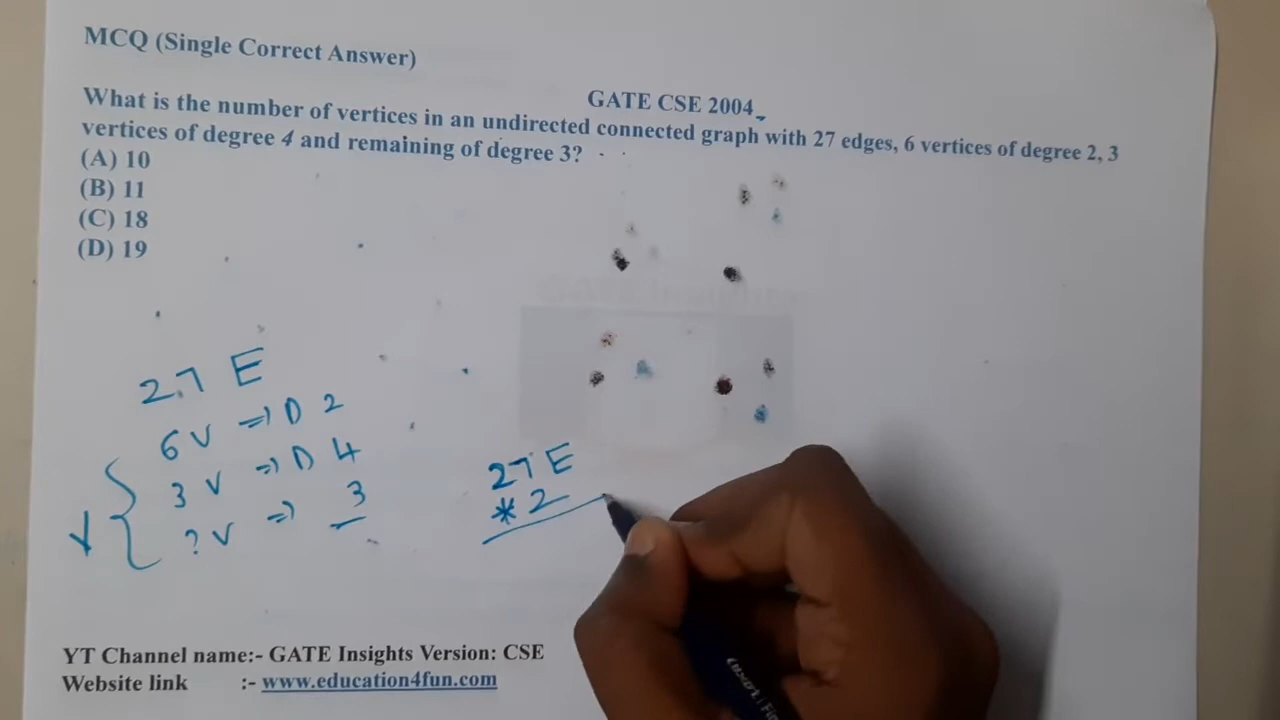 MCQ (Single Correct Answer)
GATE CSE 2004
What is the number of vertices in an undirected connected graph with 27 edges, 6 vertices of degree 2, 3
vertices of degree 4 and remaining of degree 3?
(A) 10
(B) 11
(C) 18
(D) 19
27 E
6 V => D 2
3 V => D 4
? V => 3
V
27 E
* 2
YT Channel name:- GATE Insights Version: CSE
Website link :- www.education4fun.com